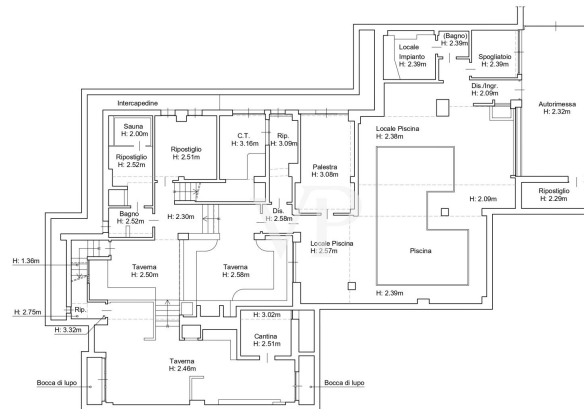 Locale
Impianto
H: 2.39m
(Bagno)
H: 2.39m
Spogliatoio
H: 2.39m
Dis./Ingr.
H: 2.09m
Autorimessa
H: 2.32m
Intercapedine
Sauna
H: 2.00m
Ripostiglio
H: 2.52m
Ripostiglio
H: 2.51m
C.T.
H: 3.16m
Rip.
H: 3.09m
Palestra
H: 3.08m
Locale Piscina
H: 2.38m
Ripostiglio
H: 2.29m
H: 2.09m
Bagno
H: 2.52m
H: 2.30m
Dis.
H: 2.58m
VP
Locale Piscina
H: 2.57m
Piscina
H: 1.36m
Taverna
H: 2.50m
Taverna
H: 2.58m
H: 2.39m
H: 2.75m
Rip.
H: 3.32m
H: 3.02m
Cantina
H: 2.51m
Taverna
H: 2.46m
Bocca di lupo
Bocca di lupo